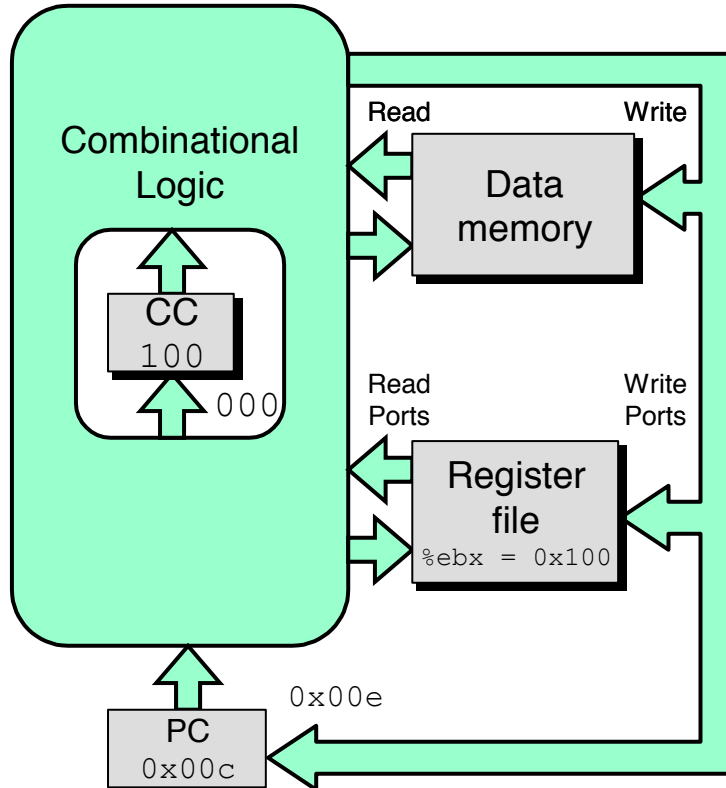 Combinational
Logic
CC
100
000
Read
Write
Data
memory
Read
Ports
Write
Ports
Register
file
%ebx = 0x100
0x00e
PC
0x00c